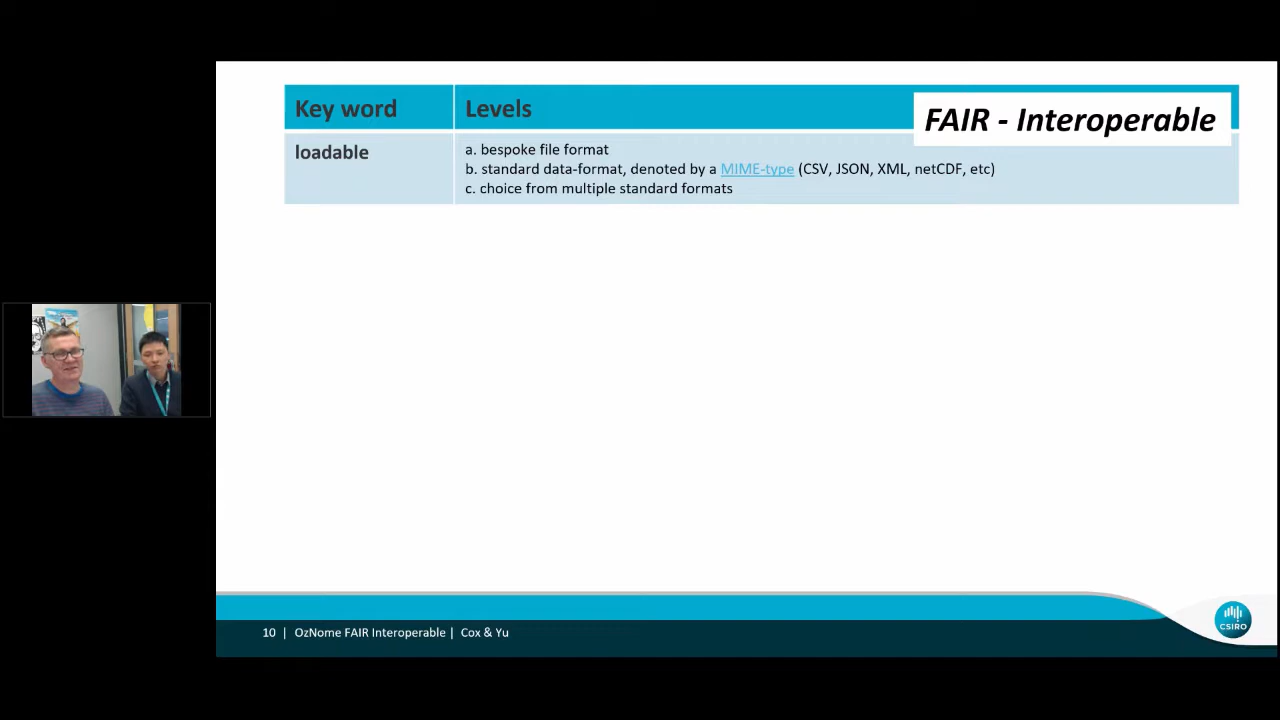 Key word
Levels
FAIR - Interoperable
loadable
a. bespoke file format
b. standard data-format, denoted by a MIME-type (CSV, JSON, XML, netCDF, etc)
c. choice from multiple standard formats
10 | OzNome FAIR Interoperable | Cox & Yu
CSIRO